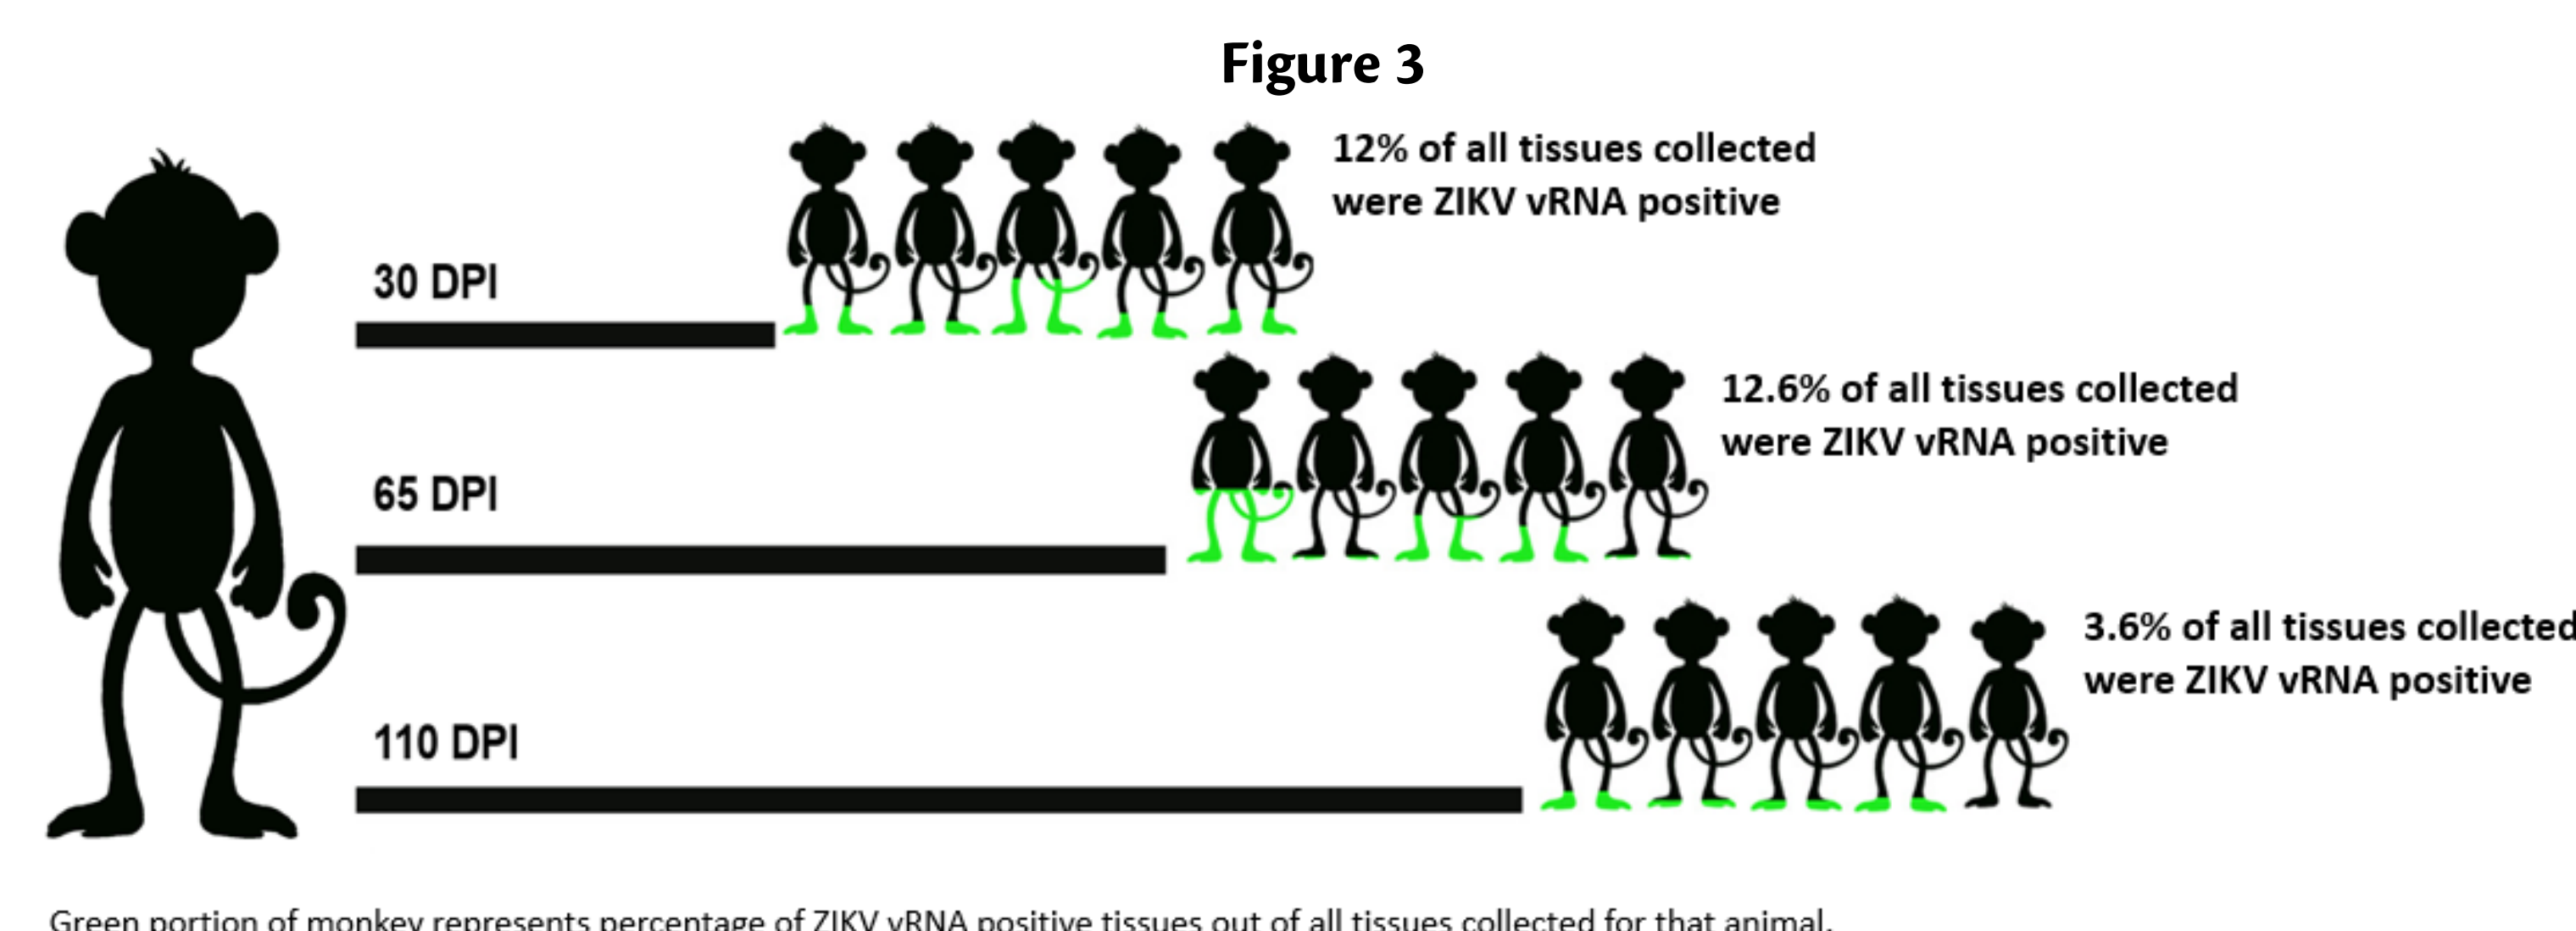 Figure 3
12% of all tissues collected
were ZIKV vRNA positive
30 DPI
12.6% of all tissues collected
were ZIKV vRNA positive
65 DPI
3.6% of all tissues collected
were ZIKV vRNA positive
110 DPI
Green portion of monkey represents percentage of ZIKV vRNA positive tissues out of all tissues collected for that animal.